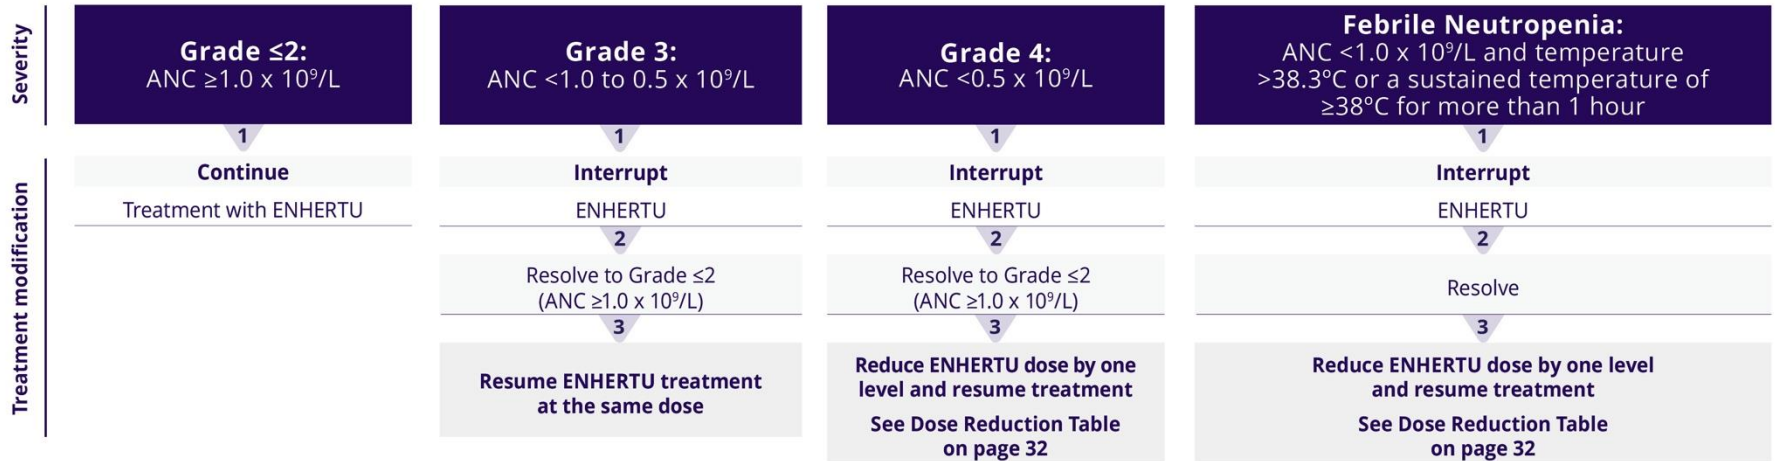 Severity
Grade ≤2:
ANC ≥1.0 x 10⁹/L
Grade 3:
ANC <1.0 to 0.5 x 10⁹/L
Grade 4:
ANC <0.5 x 10⁹/L
Febrile Neutropenia:
ANC <1.0 x 10⁹/L and temperature
>38.3ºC or a sustained temperature of
≥38ºC for more than 1 hour
Treatment modification
1
Continue
Treatment with ENHERTU
1
Interrupt
ENHERTU
2
Resolve to Grade ≤2
(ANC ≥1.0 x 10⁹/L)
3
Resume ENHERTU treatment
at the same dose
1
Interrupt
ENHERTU
2
Resolve to Grade ≤2
(ANC ≥1.0 x 10⁹/L)
3
Reduce ENHERTU dose by one
level and resume treatment
See Dose Reduction Table
on page 32
1
Interrupt
ENHERTU
2
Resolve
3
Reduce ENHERTU dose by one level
and resume treatment
See Dose Reduction Table
on page 32